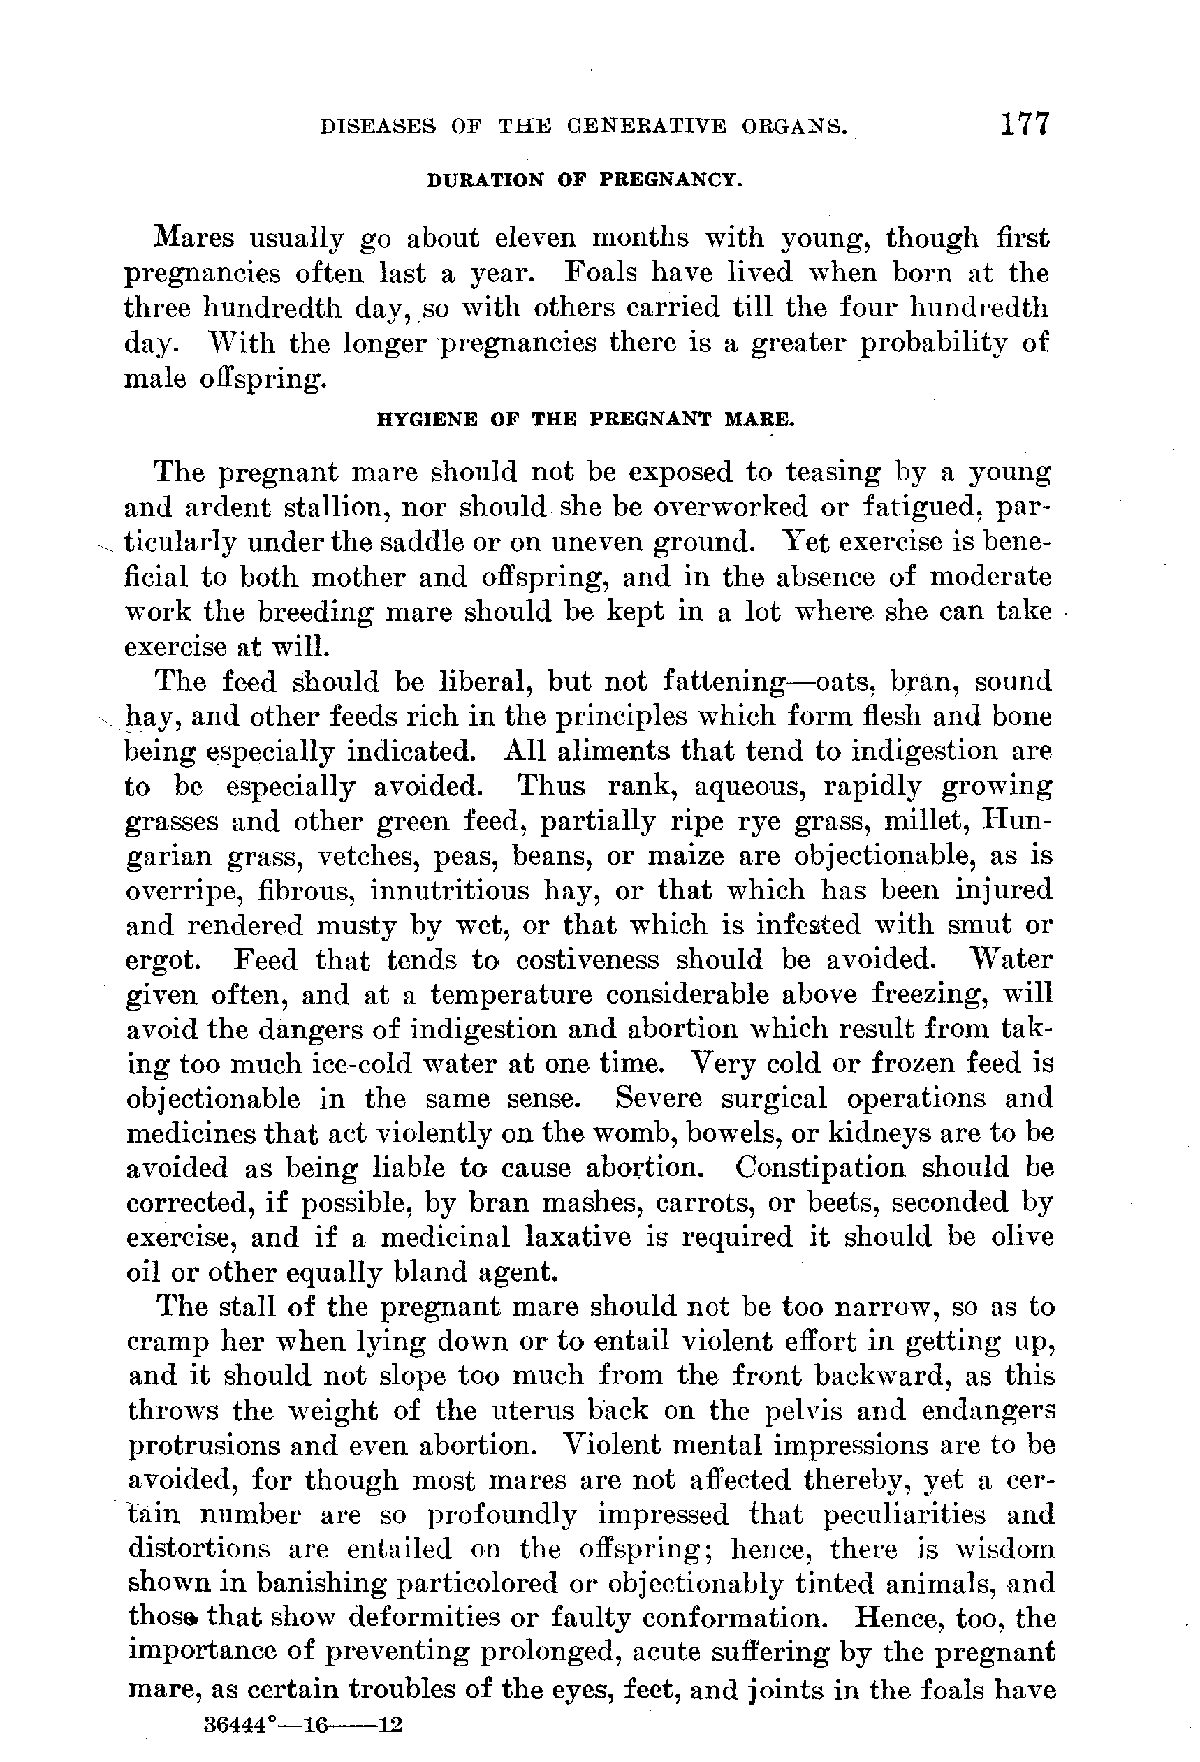 DISEASES OF THE GENERATIVE ORGANS. 177
DURATION OF PREGNANCY.
Mares usually go about eleven months with young, though first
pregnancies often last a year. Foals have lived when born at the
three hundredth day, so with others carried till the four hundredth
day. With the longer pregnancies there is a greater probability of
male offspring.
HYGIENE OF THE PREGNANT MARE.
The pregnant mare should not be exposed to teasing by a young
and ardent stallion, nor should she be overworked or fatigued, par-
ticularly under the saddle or on uneven ground. Yet exercise is bene-
ficial to both mother and offspring, and in the absence of moderate
work the breeding mare should be kept in a lot where she can take
exercise at will.
The feed should be liberal, but not fattening—oats, bran, sound
hay, and other feeds rich in the principles which form flesh and bone
being especially indicated. All aliments that tend to indigestion are
to be especially avoided. Thus rank, aqueous, rapidly growing
grasses and other green feed, partially ripe rye grass, millet, Hun-
garian grass, vetches, peas, beans, or maize are objectionable, as is
overripe, fibrous, innutritious hay, or that which has been injured
and rendered musty by wet, or that which is infested with smut or
ergot. Feed that tends to costiveness should be avoided. Water
given often, and at a temperature considerable above freezing, will
avoid the dangers of indigestion and abortion which result from tak-
ing too much ice-cold water at one time. Very cold or frozen feed is
objectionable in the same sense. Severe surgical operations and
medicines that act violently on the womb, bowels, or kidneys are to be
avoided as being liable to cause abortion. Constipation should be
corrected, if possible, by bran mashes, carrots, or beets, seconded by
exercise, and if a medicinal laxative is required it should be olive
oil or other equally bland agent.
The stall of the pregnant mare should not be too narrow, so as to
cramp her when lying down or to entail violent effort in getting up,
and it should not slope too much from the front backward, as this
throws the weight of the uterus back on the pelvis and endangers
protrusions and even abortion. Violent mental impressions are to be
avoided, for though most mares are not affected thereby, yet a cer-
tain number are so profoundly impressed that peculiarities and
distortions are entailed on the offspring; hence, there is wisdom
shown in banishing particolored or objectionably tinted animals, and
those that show deformities or faulty conformation. Hence, too, the
importance of preventing prolonged, acute suffering by the pregnant
mare, as certain troubles of the eyes, feet, and joints in the foals have
36444°—16——12